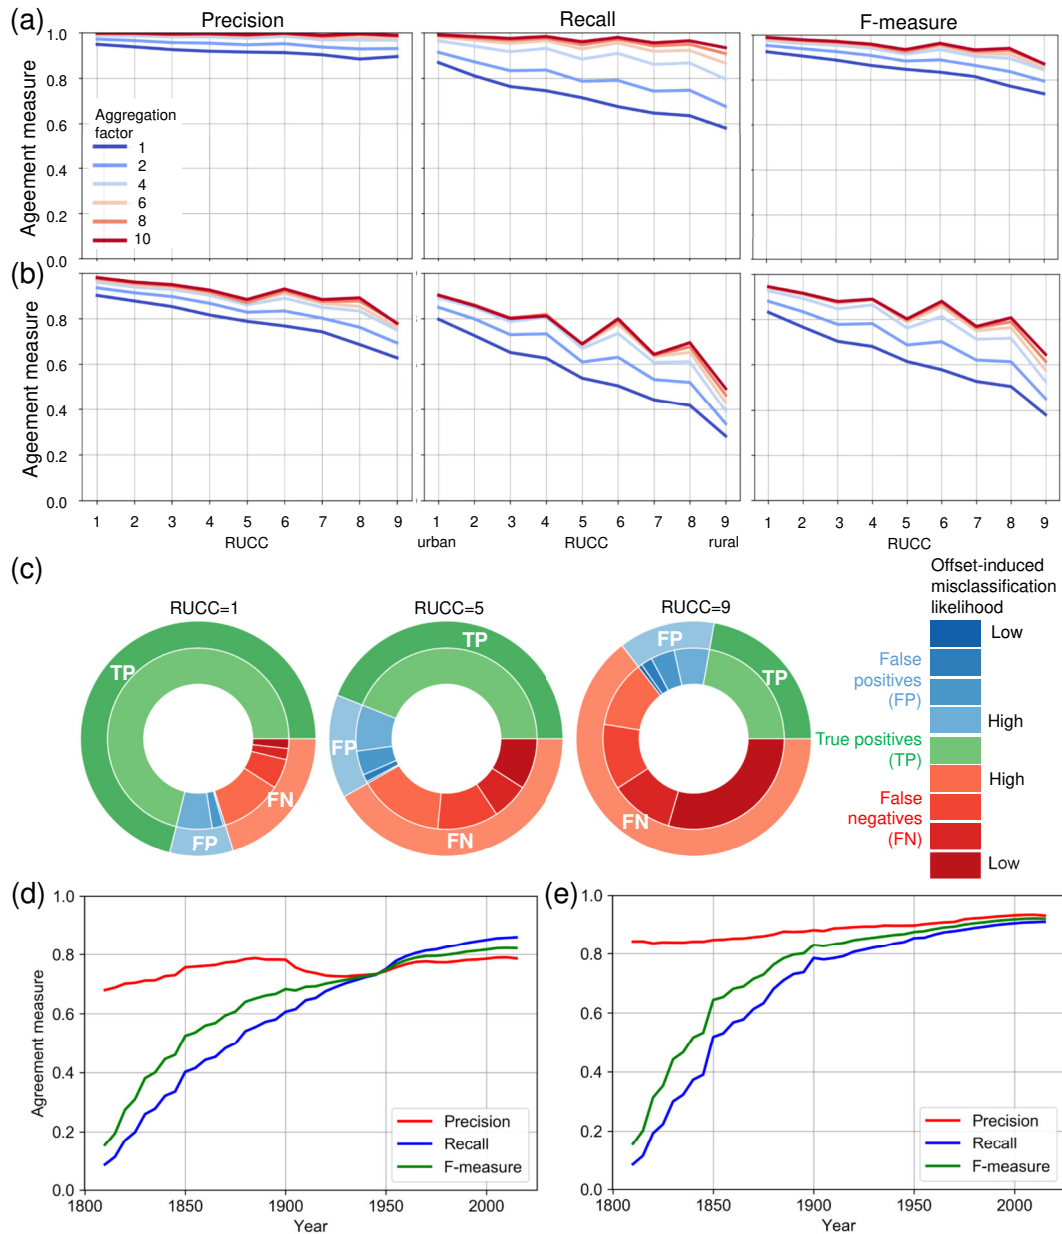 (a)
Precision
Recall
F-measure
Ageement measure
1.0
0.8
0.6
0.4
0.2
0.0
Aggregation
factor
1
2
4
6
8
10
(b)
Ageement measure
0.8
0.6
0.4
0.2
0.0
1 2 3 4 5 6 7 8 9
1 2 3 4 5 6 7 8 9
1 2 3 4 5 6 7 8 9
RUCC
urban
RUCC
rural
RUCC
(c)
RUCC=1
RUCC=5
RUCC=9
TP
FP
FN
TP
FP
FN
FP
TP
FN
Offset-induced
misclassification
likelihood
Low
False
positives
(FP)
High
True positives
(TP)
High
False
negatives
(FN)
Low
(d)
Agreement measure
1.0
0.8
0.6
0.4
0.2
0.0
1800 1850 1900 1950 2000
Year
Precision
Recall
F-measure
(e)
1.0
0.8
0.6
0.4
0.2
0.0
1800 1850 1900 1950 2000
Year
Precision
Recall
F-measure